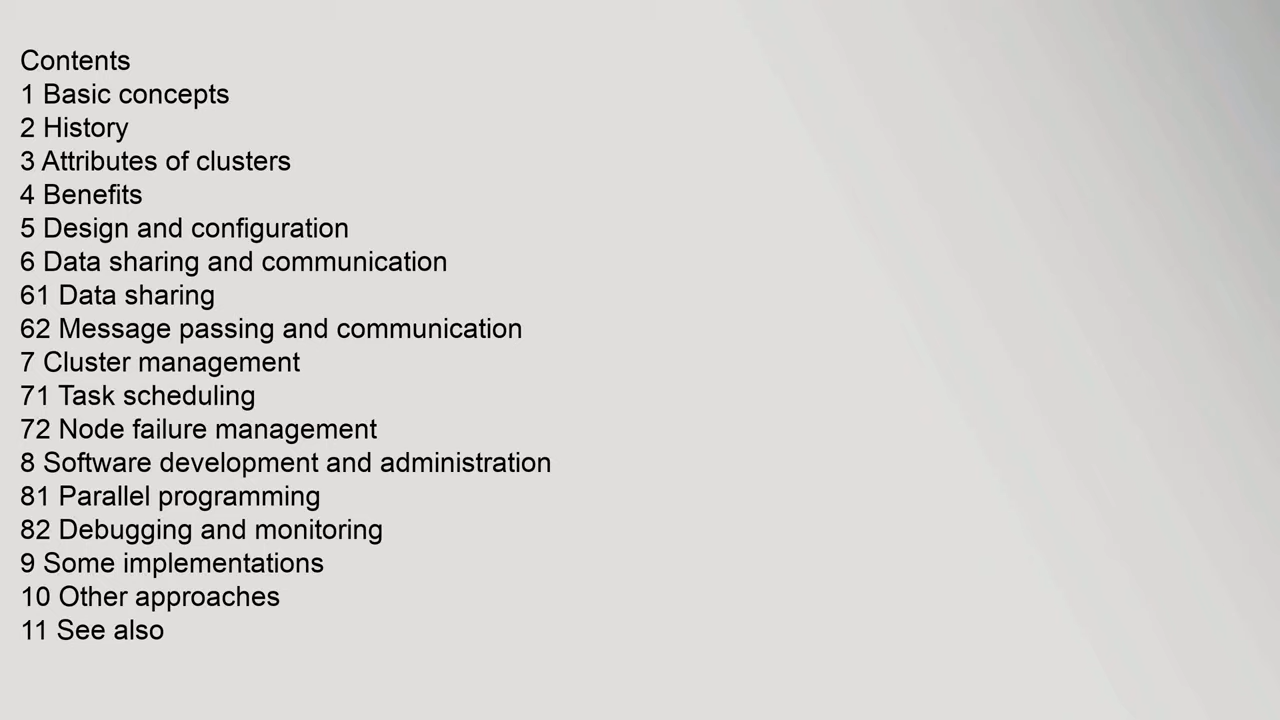 Contents
1 Basic concepts
2 History
3 Attributes of clusters
4 Benefits
5 Design and configuration
6 Data sharing and communication
61 Data sharing
62 Message passing and communication
7 Cluster management
71 Task scheduling
72 Node failure management
8 Software development and administration
81 Parallel programming
82 Debugging and monitoring
9 Some implementations
10 Other approaches
11 See also